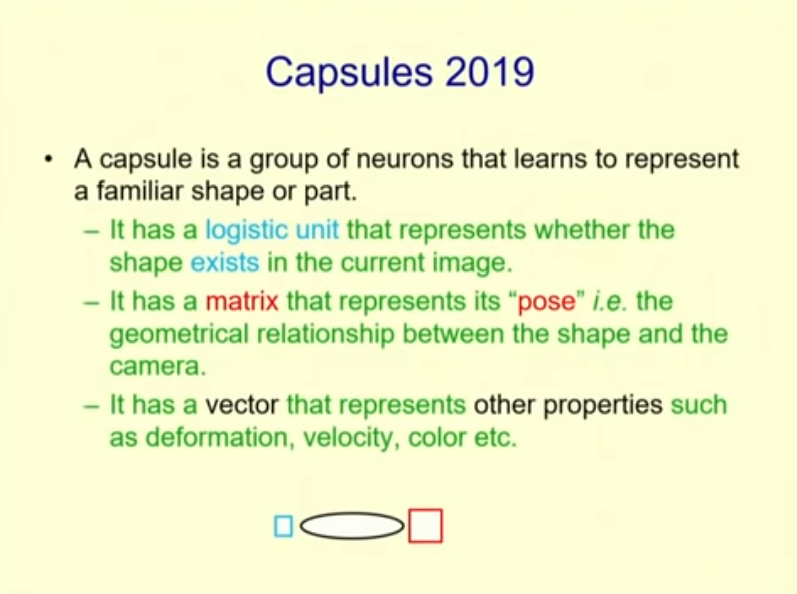 Capsules 2019
• A capsule is a group of neurons that learns to represent
a familiar shape or part.
– It has a logistic unit that represents whether the
shape exists in the current image.
– It has a matrix that represents its “pose” i.e. the
geometrical relationship between the shape and the
camera.
– It has a vector that represents other properties such
as deformation, velocity, color etc.